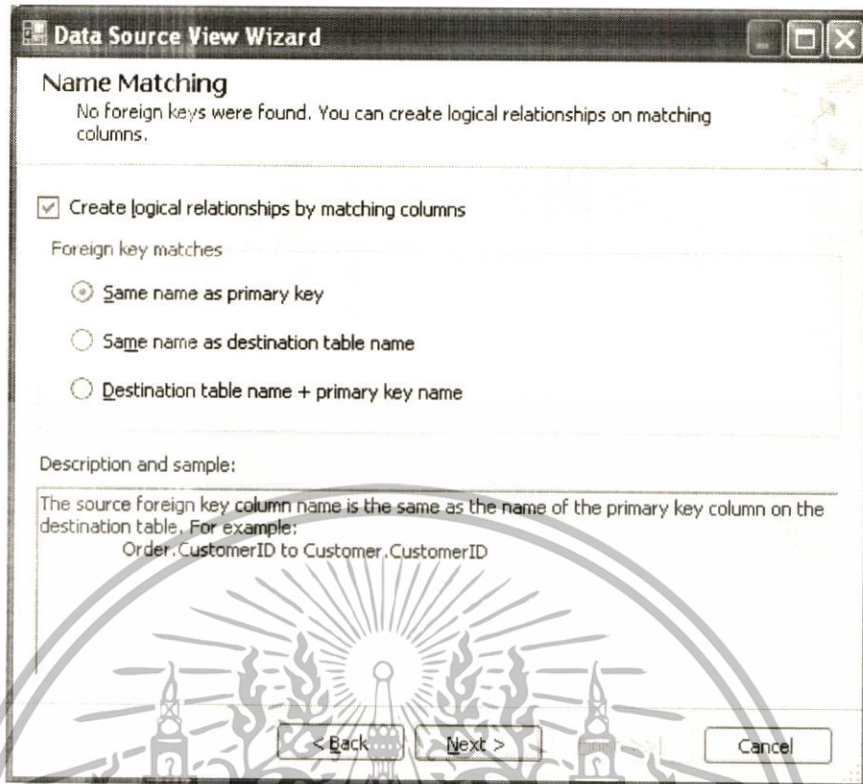 Data Source View Wizard
Name Matching
No foreign keys were found. You can create logical relationships on matching
columns.
Create logical relationships by matching columns
Foreign key matches
Same name as primary key
Same name as destination table name
Destination table name + primary key name
Description and sample:
The source foreign key column name is the same as the name of the primary key column on the
destination table. For example:
Order.CustomerID to Customer.CustomerID
< Back Next > Finish >>| Cancel